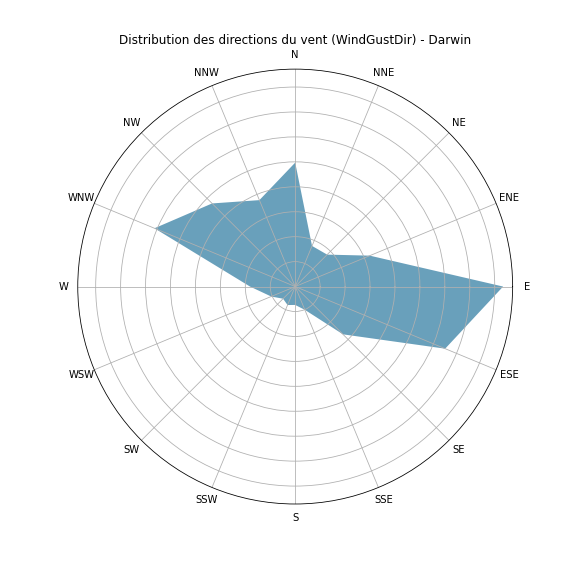 Distribution des directions du vent (WindGustDir) - Darwin
N
NNW
NNE
NW
NE
WNW
ENE
W
E
WSW
ESE
SW
SE
SSW
SSE
S